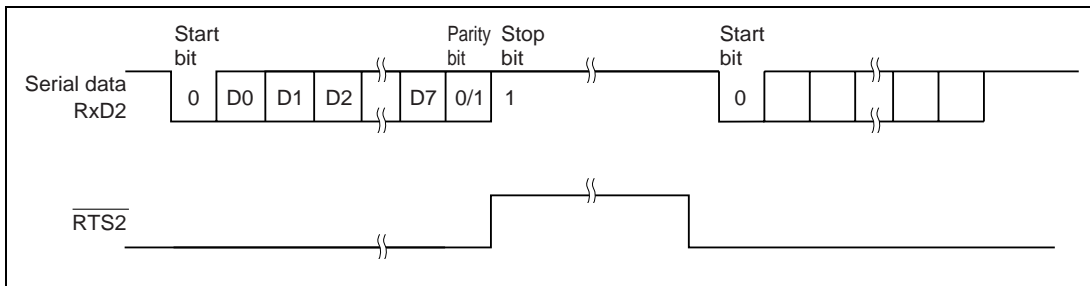 Start bit
Parity bit
Stop bit
Start bit
Serial data RxD2
0 D0 D1 D2 D7 0/1 1 0
RTS2